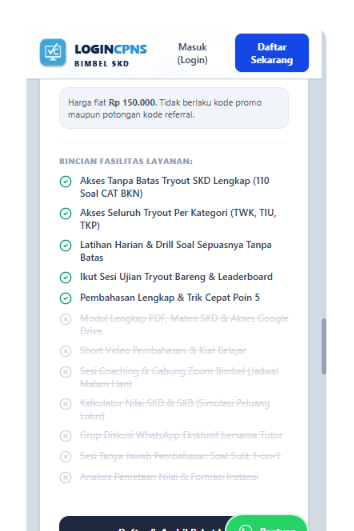 LOGINCPNS
BIMBEL SKD
Masuk
(Login)
Daftar
Sekarang
Harga flat Rp 150.000. Tidak berlaku kode promo
maupun potongan kode referral.
RINCIAN FASILITAS LAYANAN:
Akses Tanpa Batas Tryout SKD Lengkap (110
Soal CAT BKN)
Akses Seluruh Tryout Per Kategori (TWK, TIU,
TKP)
Latihan Harian & Drill Soal Sepuasnya Tanpa
Batas
Ikut Sesi Ujian Tryout Bareng & Leaderboard
Pembahasan Lengkap & Trik Cepat Poin 5
Modul Lengkap PDF, Materi SKD & Akses Google
Drive
Short Video Pembahasan & Kiat Belajar
Sesi Coaching & Gabung Zoom Bimbel (Jadwal
Malam Hari)
Kalkulator Nilai SKD & SKB (Simulasi Peluang
Lulus)
Grup Diskusi WhatsApp Eksklusif bersama Tutor
Sesi Tanya Jawab Pembahasan Soal Sulit 1-on-1
Analisis Pemetaan Nilai & Formasi Instansi